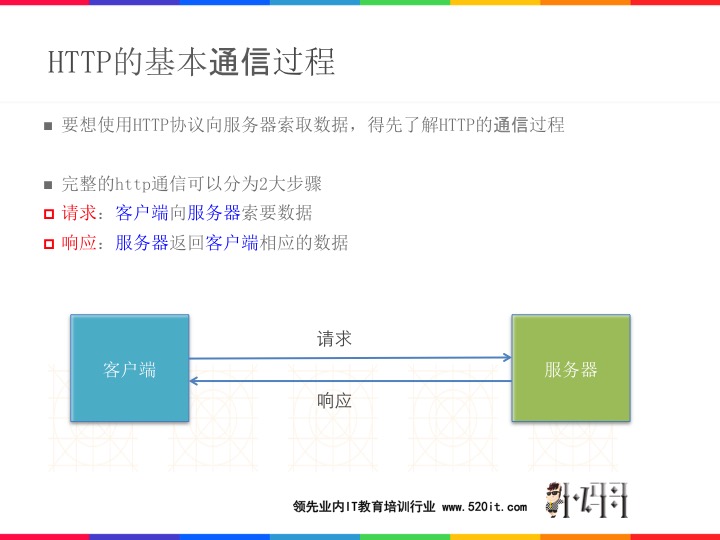 HTTP的基本通信过程
要想使用HTTP协议向服务器索取数据，得先了解HTTP的通信过程
完整的http通信可以分为2大步骤
请求：客户端向服务器索要数据
响应：服务器返回客户端相应的数据
请求
客户端
服务器
响应
领先业内IT教育培训行业 www.520it.com
小码哥